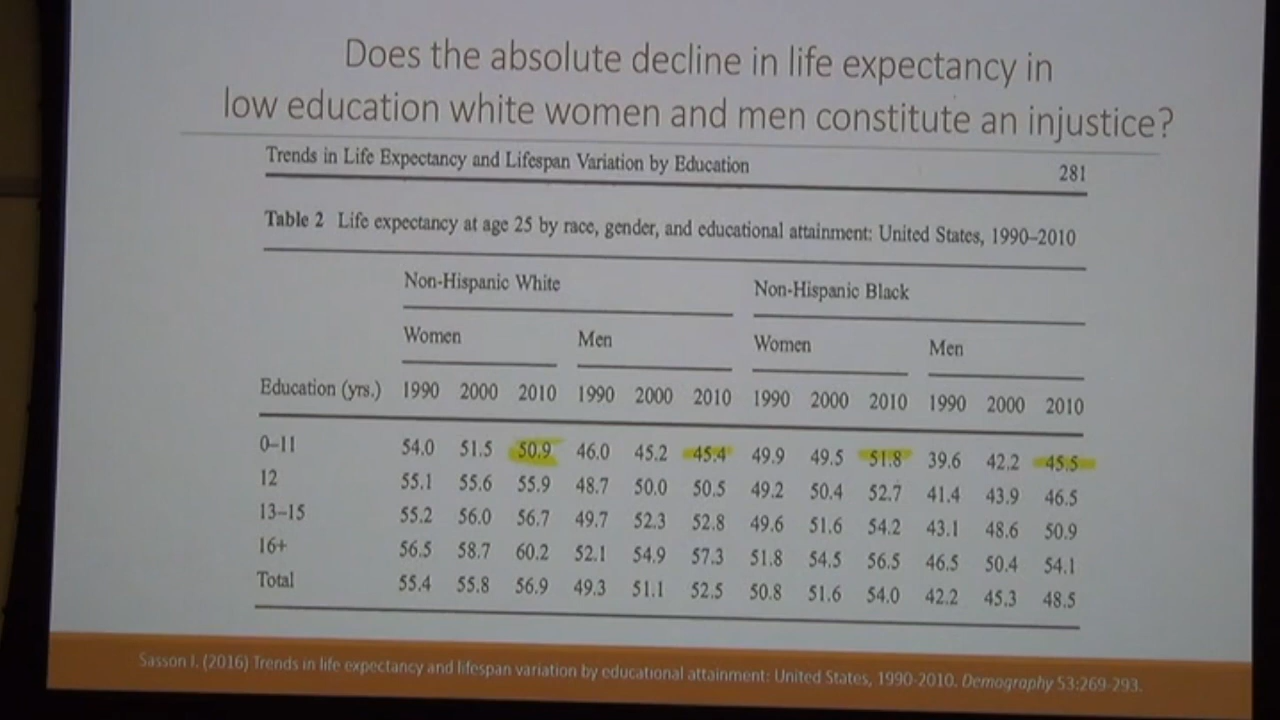 Does the absolute decline in life expectancy in
low education white women and men constitute an injustice?
Trends in Life Expectancy and Lifespan Variation by Education 281
Table 2 Life expectancy at age 25 by race, gender, and educational attainment: United States, 1990–2010
Non-Hispanic White Non-Hispanic Black
Women Men Women Men
Education (yrs.) 1990 2000 2010 1990 2000 2010 1990 2000 2010 1990 2000 2010
0–11 54.0 51.5 50.9 46.0 45.2 45.4 49.9 49.5 51.8 39.6 42.2 45.5
12 55.1 55.6 55.9 48.7 50.0 50.5 49.2 50.4 52.7 41.4 43.9 46.5
13–15 55.2 56.0 56.7 49.7 52.3 52.8 49.6 51.6 54.2 43.1 48.6 50.9
16+ 56.5 58.7 60.2 52.1 54.9 57.3 51.8 54.5 56.5 46.5 50.4 54.1
Total 55.4 55.8 56.9 49.3 51.1 52.5 50.8 51.6 54.0 42.2 45.3 48.5
Sasson I. (2016) Trends in life expectancy and lifespan variation by educational attainment: United States, 1990-2010. Demography 53:269-293.